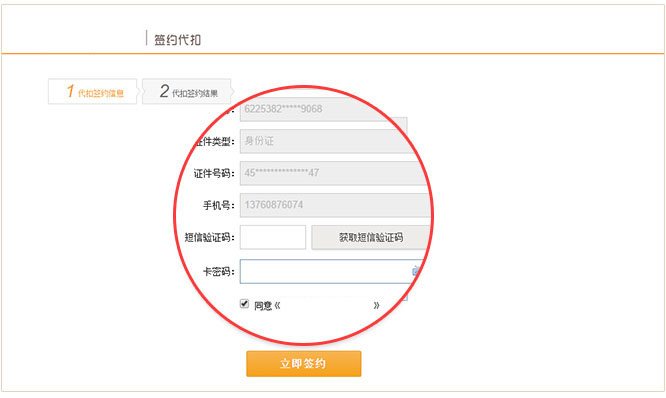 签约代扣
1 代扣签约信息 2 代扣签约结果
6225382*****9068
证件类型: 身份证
证件号码: 45**************47
手机号: 13760876074
短信验证码: 获取短信验证码
卡密码:
同意《 》
立即签约